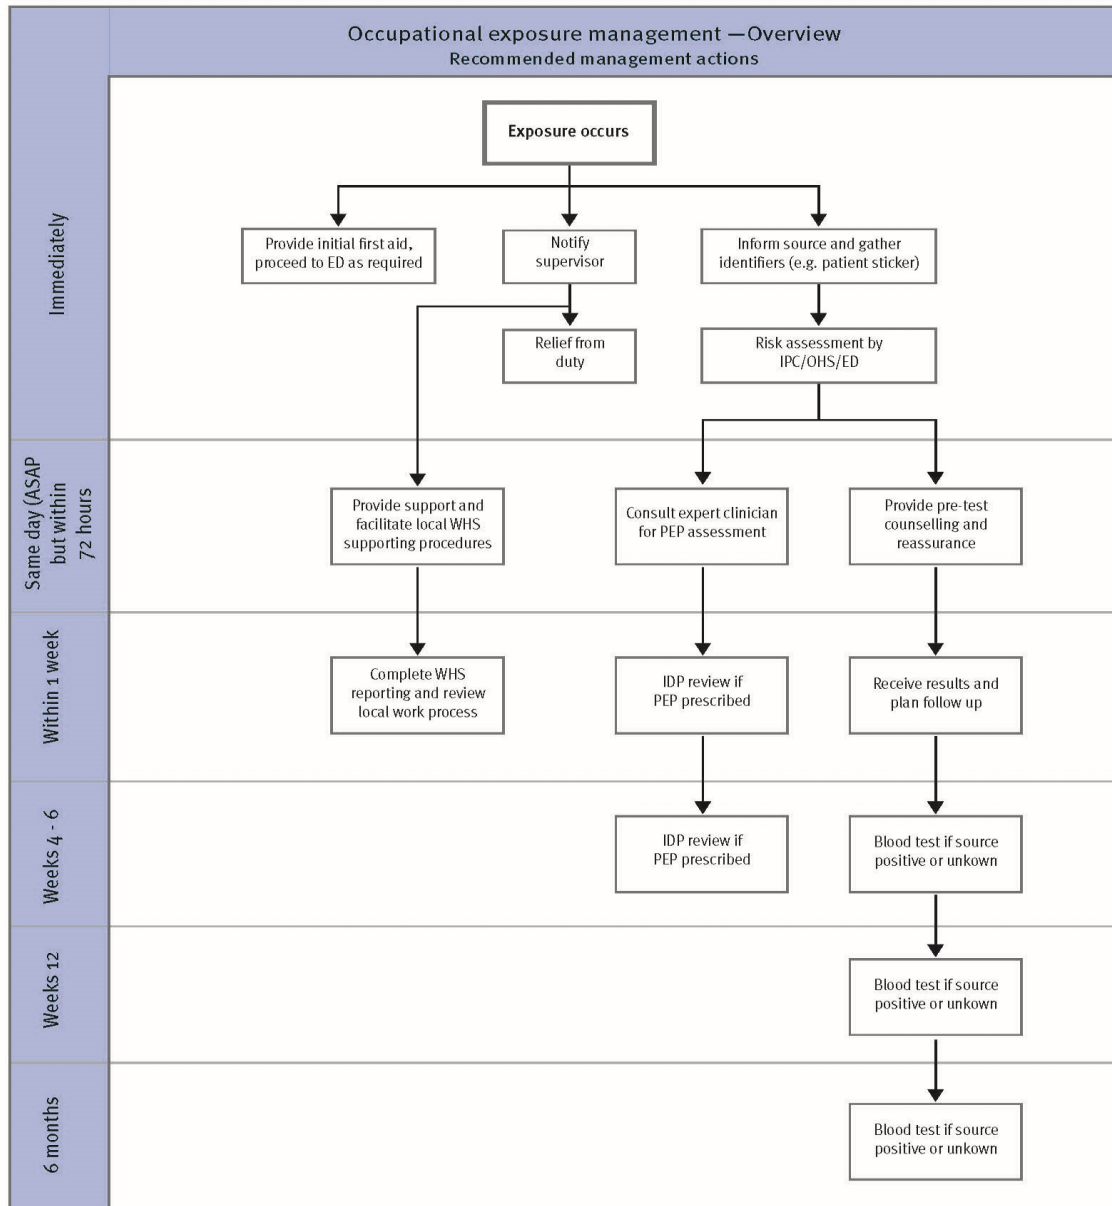 Occupational exposure management —Overview
Recommended management actions
Immediately
Exposure occurs
Provide initial first aid,
proceed to ED as required
Notify
supervisor
Inform source and gather
identifiers (e.g. patient sticker)
Relief from
duty
Risk assessment by
IPC/OHS/ED
Same day (ASAP
but within
72 hours
Provide support and
facilitate local WHS
supporting procedures
Consult expert clinician
for PEP assessment
Provide pre-test
counselling and
reassurance
Within 1 week
Complete WHS
reporting and review
local work process
IDP review if
PEP prescribed
Receive results and
plan follow up
Weeks 4 - 6
IDP review if
PEP prescribed
Blood test if source
positive or unkown
Weeks 12
Blood test if source
positive or unkown
6 months
Blood test if source
positive or unkown